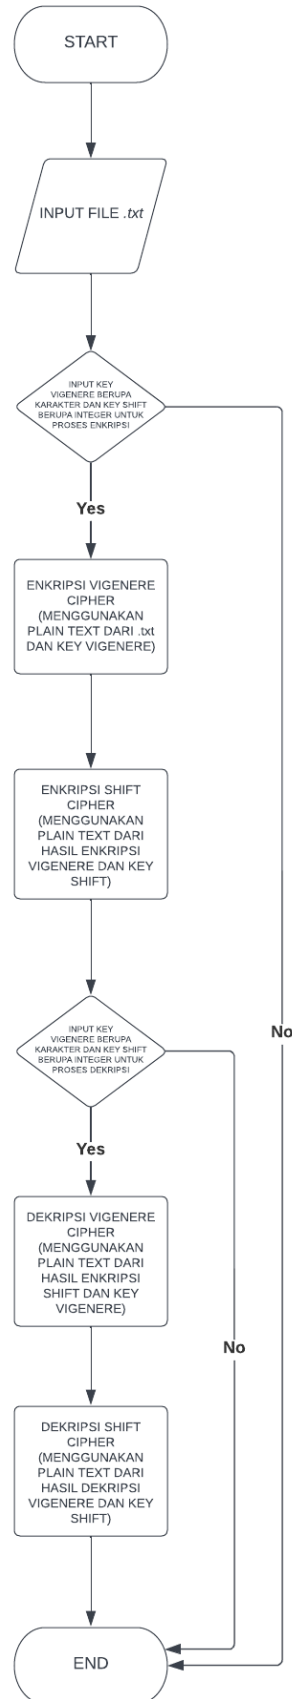 START
INPUT FILE .txt
INPUT KEY
VIGENERE BERUPA
KARAKTER DAN KEY SHIFT
BERUPA INTEGER UNTUK
PROSES ENKRIPSI
Yes
ENKRIPSI VIGENERE
CIPHER
(MENGGUNAKAN
PLAIN TEXT DARI .txt
DAN KEY VIGENERE)
ENKRIPSI SHIFT
CIPHER
(MENGGUNAKAN
PLAIN TEXT DARI
HASIL ENKRIPSI
VIGENERE DAN KEY
SHIFT)
INPUT KEY
VIGENERE BERUPA
KARAKTER DAN KEY SHIFT
BERUPA INTEGER UNTUK
PROSES DEKRIPSI
No
Yes
DEKRIPSI VIGENERE
CIPHER
(MENGGUNAKAN
PLAIN TEXT DARI
HASIL ENKRIPSI
SHIFT DAN KEY
VIGENERE)
No
DEKRIPSI SHIFT
CIPHER
(MENGGUNAKAN
PLAIN TEXT DARI
HASIL DEKRIPSI
VIGENERE DAN KEY
SHIFT)
END